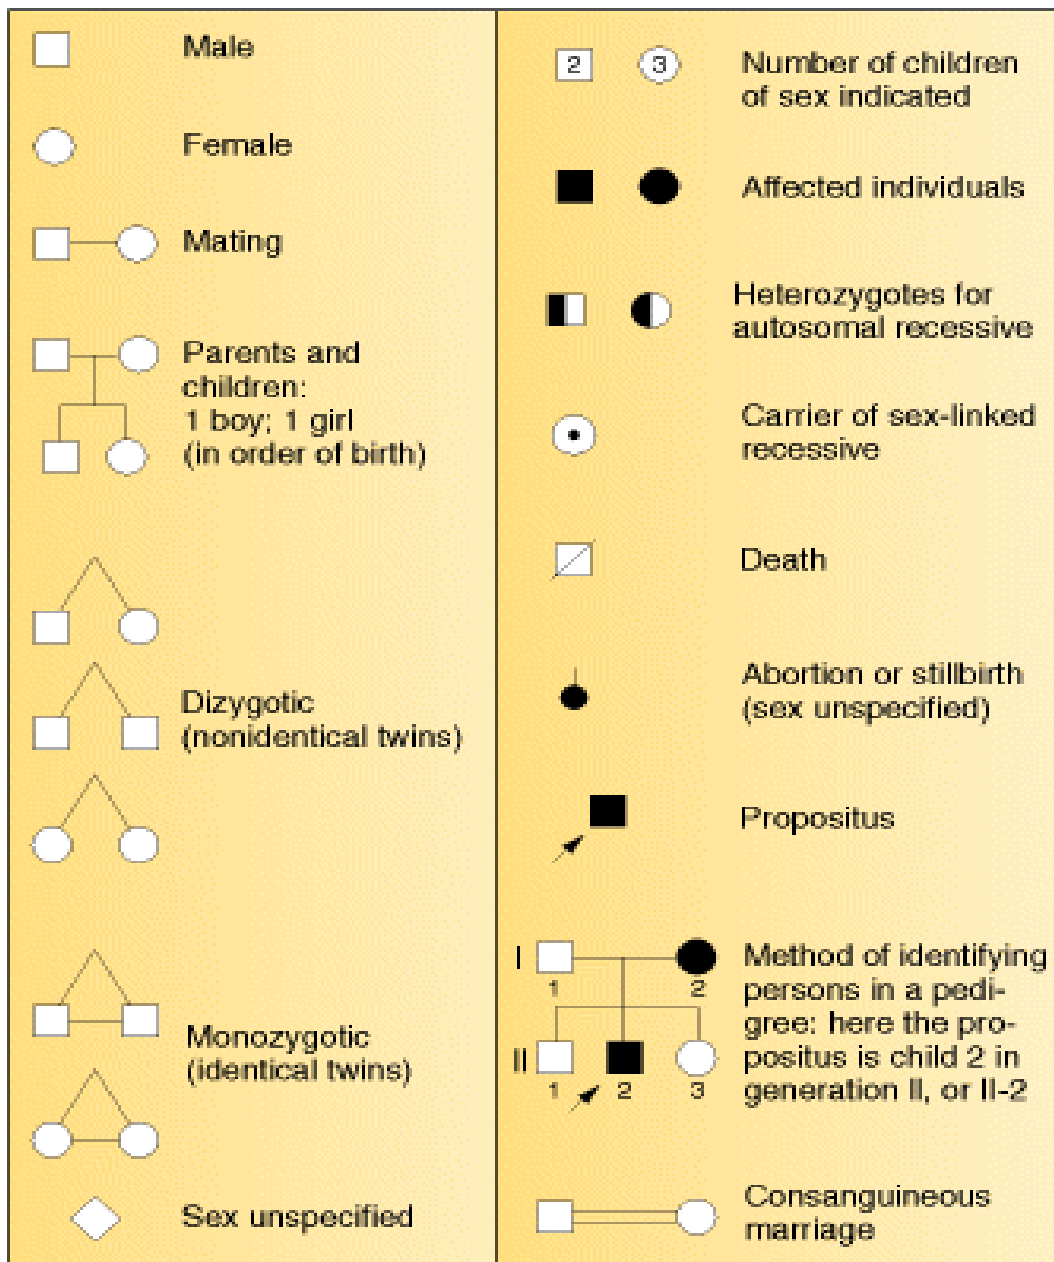 Male
Female
Mating
Parents and
children:
1 boy; 1 girl
(in order of birth)
Dizygotic
(nonidentical twins)
Monozygotic
(identical twins)
Sex unspecified
2 3
Number of children
of sex indicated
Affected individuals
Heterozygotes for
autosomal recessive
Carrier of sex-linked
recessive
Death
Abortion or stillbirth
(sex unspecified)
Propositus
I
1 2
II
1 2 3
Method of identifying
persons in a pedi-
gree: here the pro-
positus is child 2 in
generation II, or II-2
Consanguineous
marriage